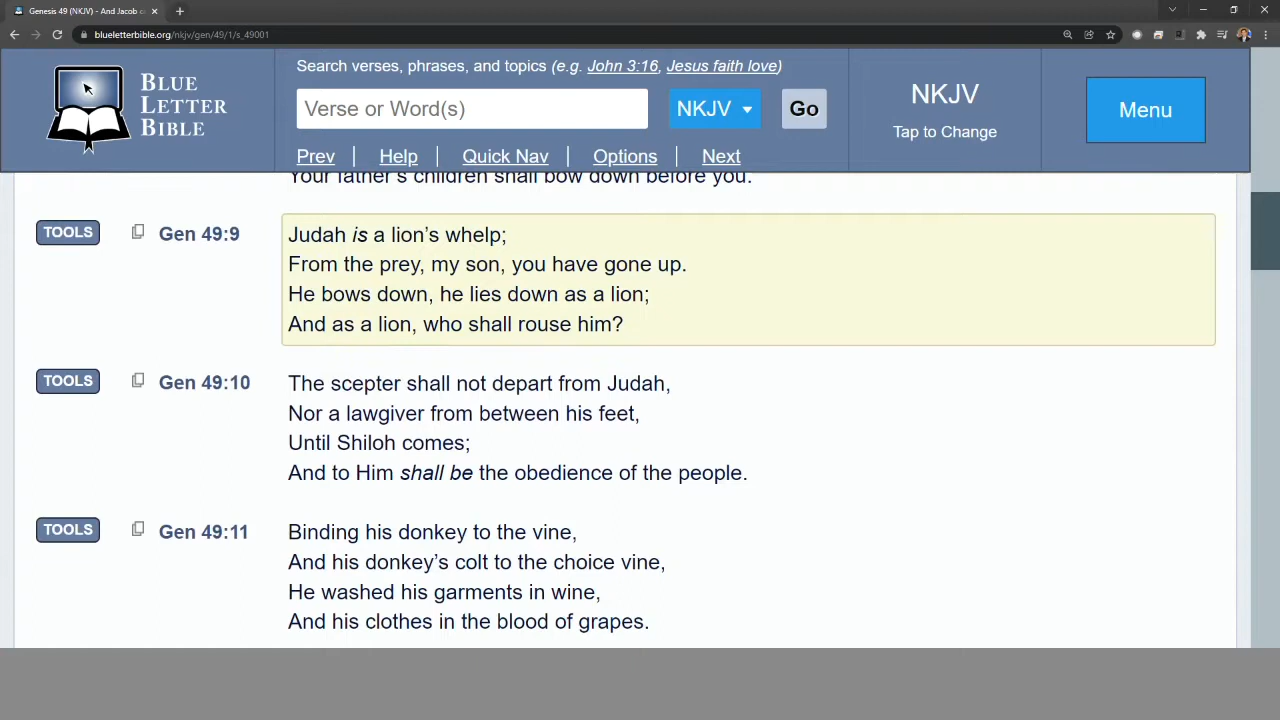 Genesis 49 (NKJV) - And Jacob c
blueletterbible.org/nkjv/gen/49/1/s_49001
BLUE
LETTER
BIBLE
Search verses, phrases, and topics (e.g. John 3:16, Jesus faith love)
Verse or Word(s)
NKJV
Go
Prev | Help | Quick Nav | Options | Next
NKJV
Tap to Change
Menu
Your father's children shall bow down before you.
TOOLS Gen 49:9 Judah is a lion's whelp;
From the prey, my son, you have gone up.
He bows down, he lies down as a lion;
And as a lion, who shall rouse him?
TOOLS Gen 49:10 The scepter shall not depart from Judah,
Nor a lawgiver from between his feet,
Until Shiloh comes;
And to Him shall be the obedience of the people.
TOOLS Gen 49:11 Binding his donkey to the vine,
And his donkey's colt to the choice vine,
He washed his garments in wine,
And his clothes in the blood of grapes.